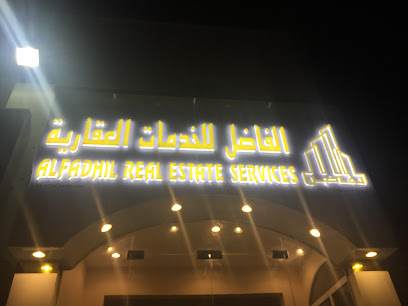 الفاضل للخدمات العقارية
ALFADHIL REAL ESTATE SERVICES